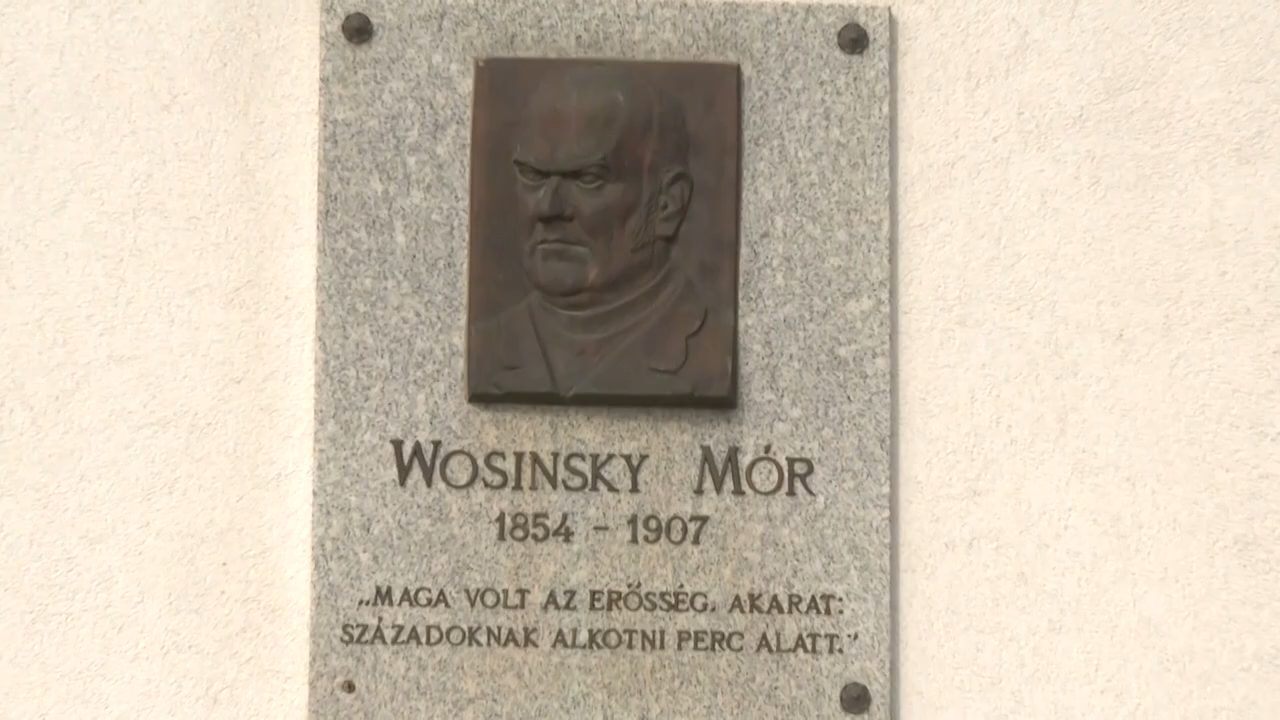 WOSINSKY MÓR
1854 - 1907
„MAGA VOLT AZ ERŐSSÉG, AKARAT:
SZÁZADOKNAK ALKOTNI PERC ALATT.”